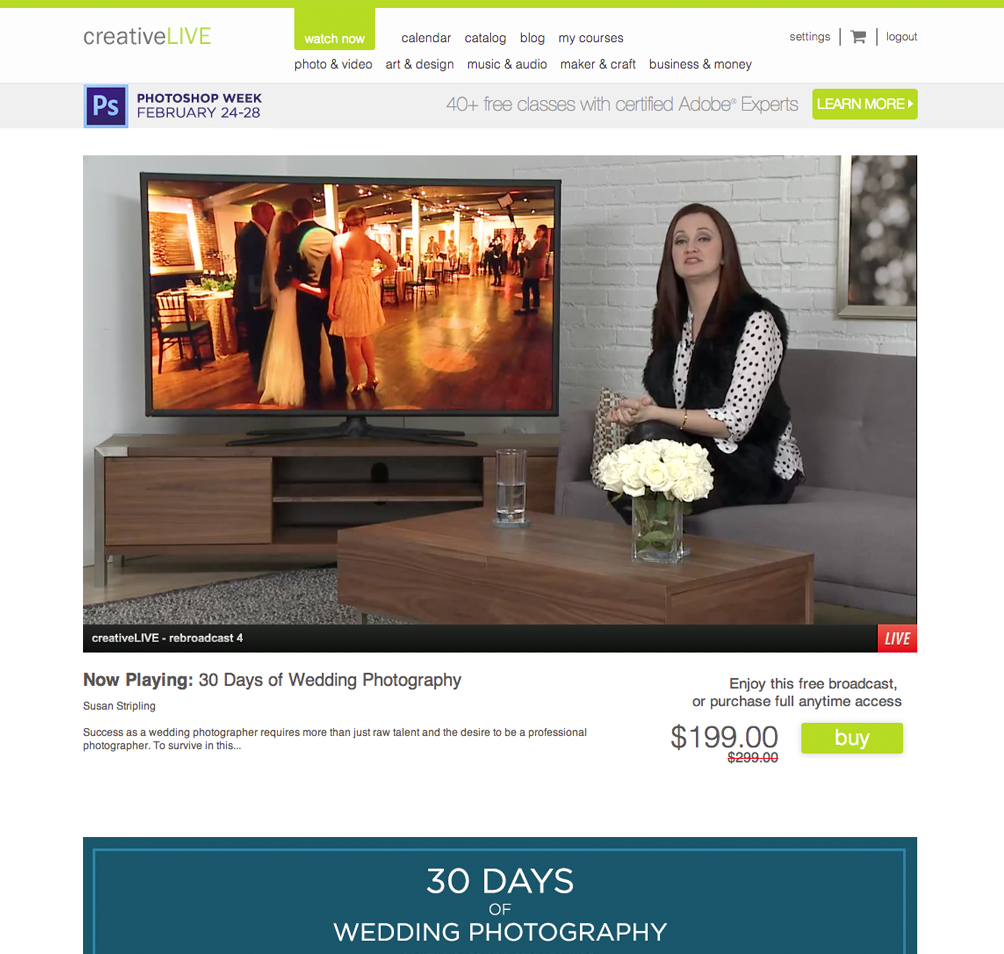 creativeLIVE
watch now
calendar
catalog
blog
my courses
settings
logout
photo & video
art & design
music & audio
maker & craft
business & money
Ps
PHOTOSHOP WEEK
FEBRUARY 24-28
40+ free classes with certified Adobe® Experts
LEARN MORE
creativeLIVE - rebroadcast 4
LIVE
Now Playing: 30 Days of Wedding Photography
Susan Stripling
Success as a wedding photographer requires more than just raw talent and the desire to be a professional
photographer. To survive in this...
Enjoy this free broadcast,
or purchase full anytime access
$199.00
$299.00
buy
30 DAYS
OF
WEDDING PHOTOGRAPHY